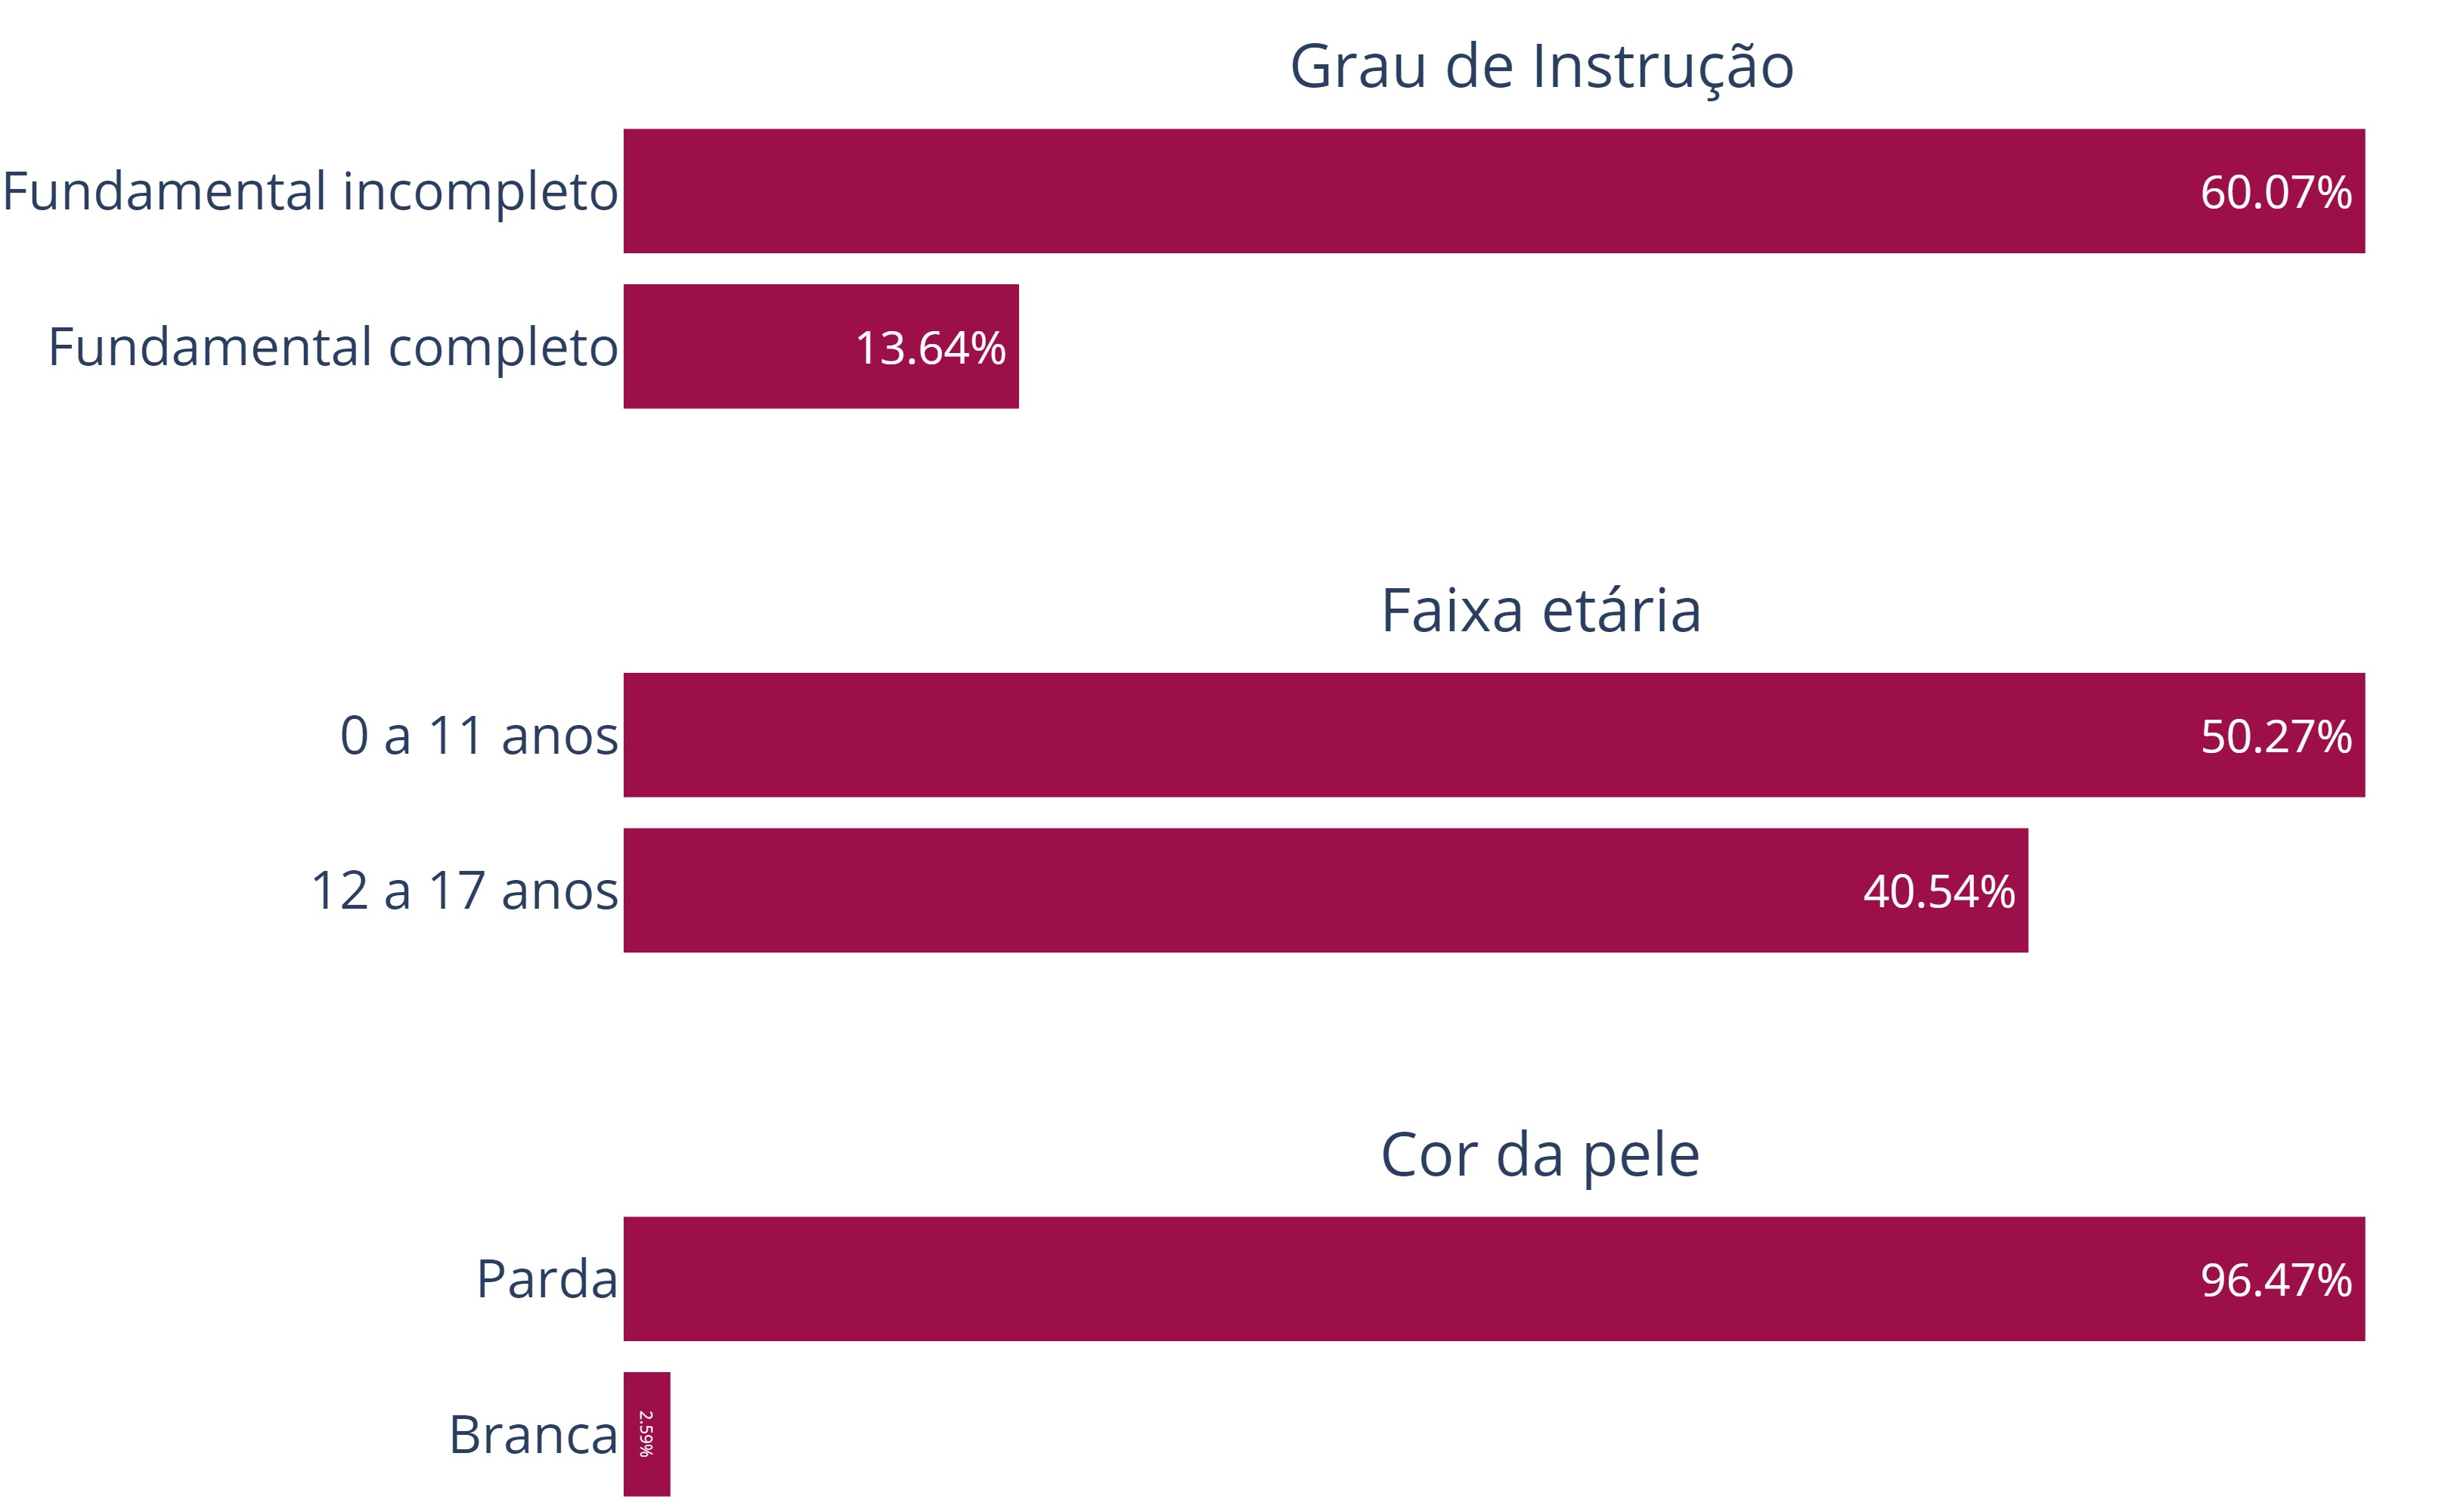 Grau de Instrução
Fundamental incompleto 60.07%
Fundamental completo 13.64%
Faixa etária
0 a 11 anos 50.27%
12 a 17 anos 40.54%
Cor da pele
Parda 96.47%
Branca 2.59%